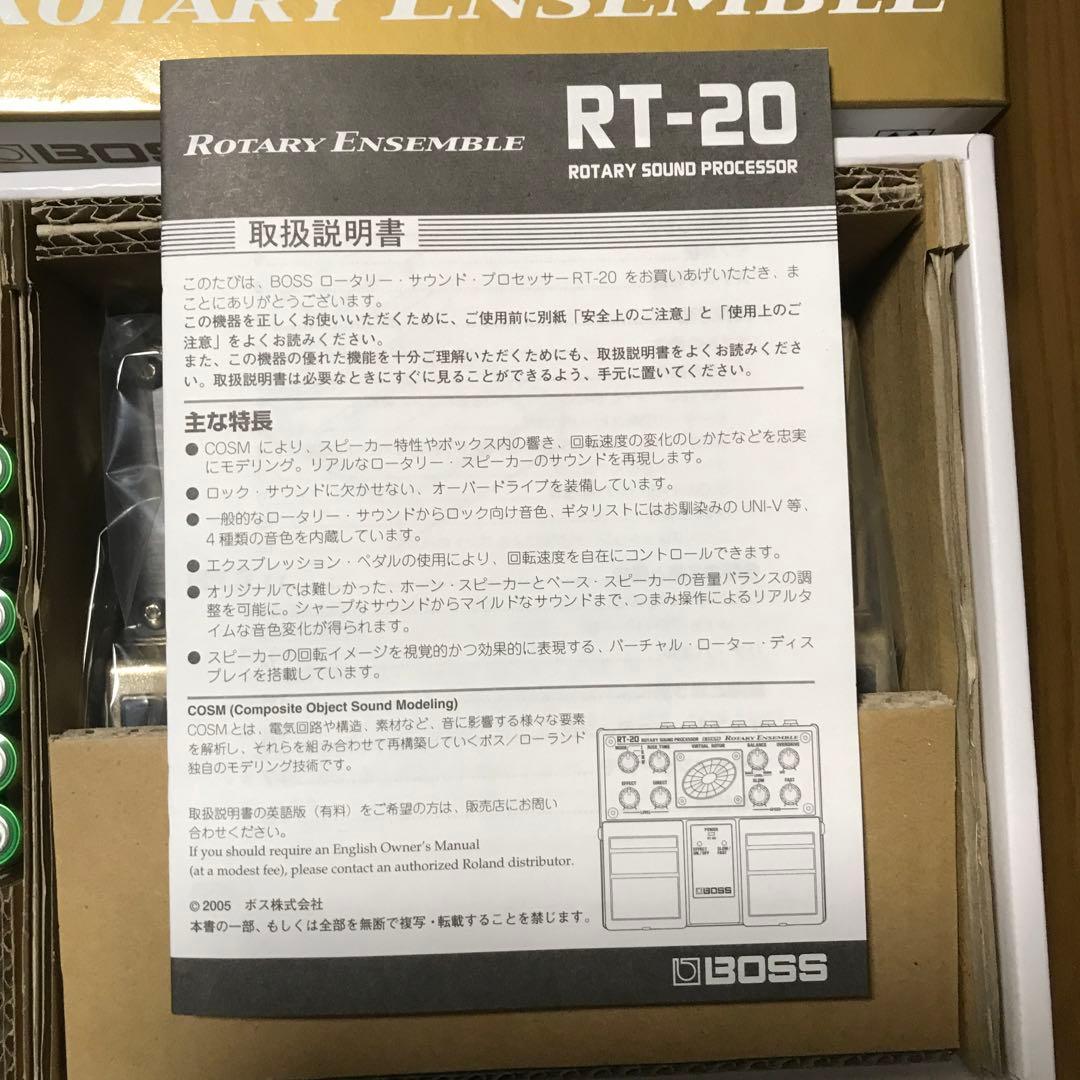 ROTARY ENSEMBLE
BOSS
ROTARY ENSEMBLE
RT-20
ROTARY SOUND PROCESSOR
取扱説明書
このたびは、BOSS ロータリー・サウンド・プロセッサーRT-20 をお買いあげいただき、ま
ことにありがとうございます。
この機器を正しくお使いいただくために、ご使用前に別紙「安全上のご注意」と「使用上のご
注意」をよくお読みください。
また、この機器の優れた機能を十分ご理解いただくためにも、取扱説明書をよくお読みくださ
い。取扱説明書は必要なときにすぐに見ることができるよう、手元に置いてください。
主な特長
● COSM により、スピーカー特性やボックス内の響き、回転速度の変化のしかたなどを忠実
にモデリング。リアルなロータリー・スピーカーのサウンドを再現します。
● ロック・サウンドに欠かせない、オーバードライブを装備しています。
● 一般的なロータリー・サウンドからロック向け音色、ギタリストにはお馴染みの UNI-V 等、
4 種類の音色を内蔵しています。
● エクスプレッション・ペダルの使用により、回転速度を自在にコントロールできます。
● オリジナルでは難しかった、ホーン・スピーカーとベース・スピーカーの音量バランスの調
整を可能に。シャープなサウンドからマイルドなサウンドまで、つまみ操作によるリアルタ
イムな音色変化が得られます。
● スピーカーの回転イメージを視覚的かつ効果的に表現する、バーチャル・ローター・ディス
プレイを搭載しています。
COSM (Composite Object Sound Modeling)
COSMとは、電気回路や構造、素材など、音に影響する様々な要素
を解析し、それらを組み合わせて再構築していくボス／ローランド
独自のモデリング技術です。
取扱説明書の英語版（有料）をご希望の方は、販売店にお問い
合わせください。
If you should require an English Owner's Manual
(at a modest fee), please contact an authorized Roland distributor.
© 2005 ボス株式会社
本書の一部、もしくは全部を無断で複写・転載することを禁じます。
RT-20 ROTARY SOUND PROCESSOR ROTARY ENSEMBLE
MODE RISE TIME VIRTUAL ROTOR BALANCE OVERDRIVE
EFFECT DIRECT SLOW FAST
LEVEL
POWER
EFFECT ON/OFF SLOW/FAST
BOSS
BOSS